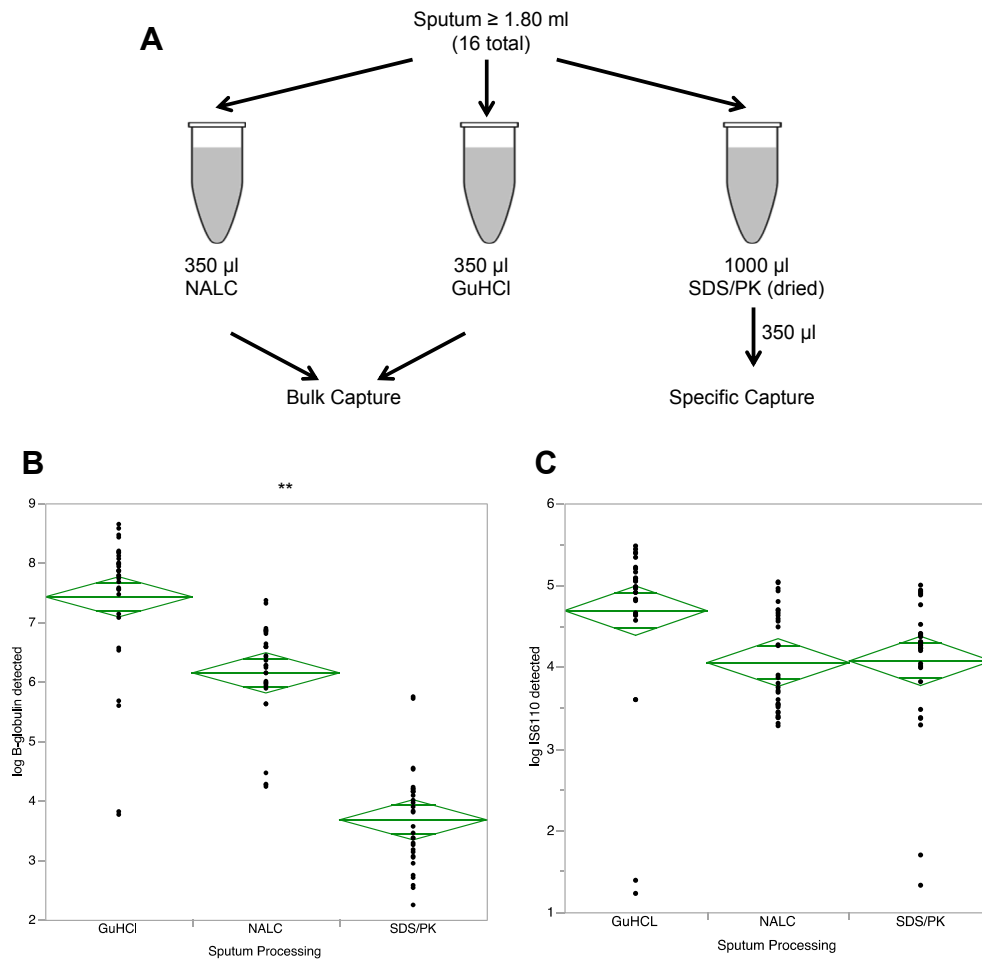 A
Sputum ≥ 1.80 ml
(16 total)
350 µl
NALC
350 µl
GuHCl
1000 µl
SDS/PK (dried)
350 µl
Bulk Capture
Specific Capture
B
**
log B-globulin detected
9
8
7
6
5
4
3
2
GuHCl
NALC
SDS/PK
Sputum Processing
C
log IS6110 detected
6
5
4
3
2
1
GuHCL
NALC
SDS/PK
Sputum Processing